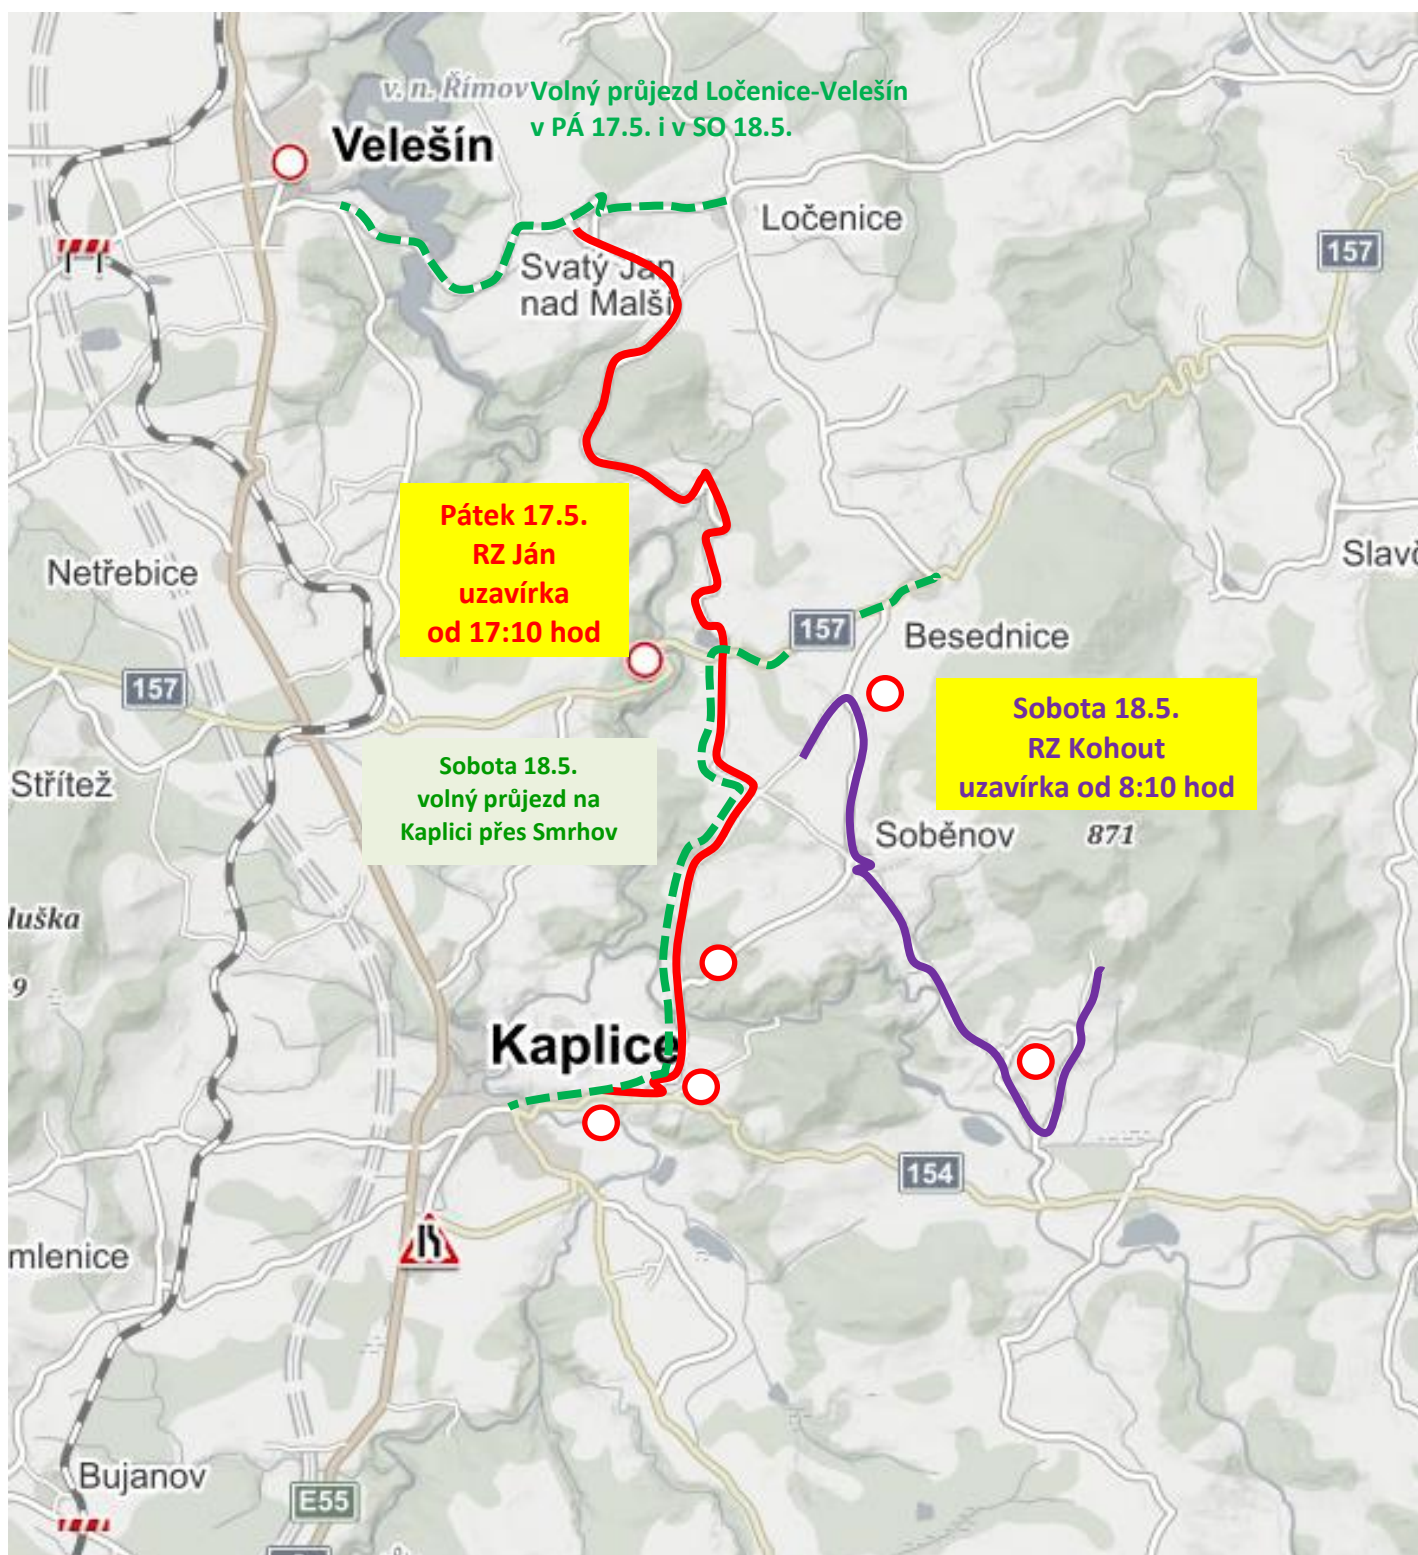 v. n. Římov
Volný průjezd Ločenice-Velešín
v PÁ 17.5. i v SO 18.5.
Velešín
Ločenice
157
Svatý Jan
nad Malší
Pátek 17.5.
RZ Ján
uzavírka
od 17:10 hod
Netřebice
Slavč
157
Besednice
157
Sobota 18.5.
RZ Kohout
uzavírka od 8:10 hod
Sobota 18.5.
volný průjezd na
Kaplici přes Smrhov
Střítež
Soběnov
871
luška
9
Kaplice
154
mlenice
Bujanov
E55